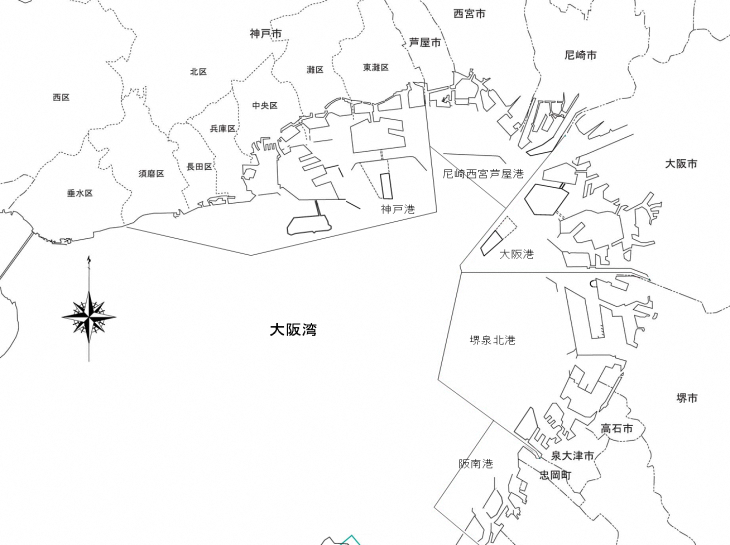 西宮市
神戸市
芦屋市
尼崎市
北区
灘区
東灘区
西区
中央区
兵庫区
大阪市
長田区
須磨区
尼崎西宮芦屋港
垂水区
神戸港
大阪港
大阪湾
堺泉北港
堺市
高石市
泉大津市
阪南港
忠岡町